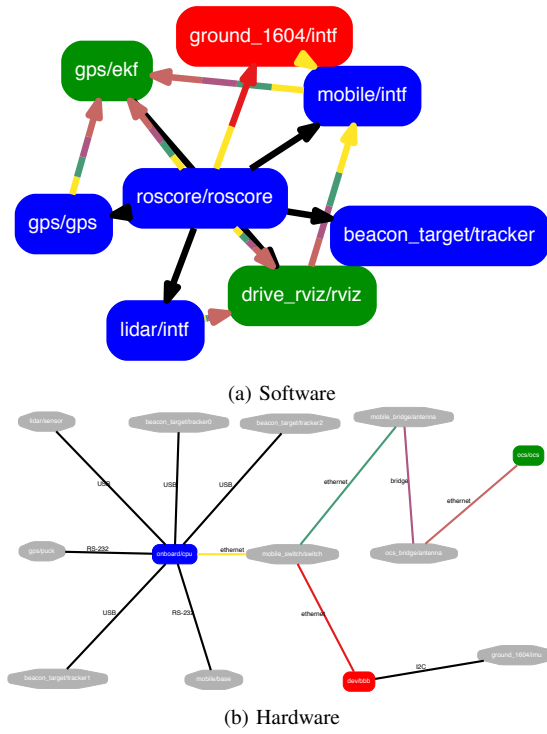 ground_1604/intf
gps/ekf
mobile/intf
roscore/roscore
gps/gps
beacon_target/tracker
drive_rviz/rviz
lidar/intf
(a) Software
lidar/sensor
beacon_target/tracker0
beacon_target/tracker2
mobile_bridge/antenna
ocs/ocs
USB
USB
USB
ethernet
bridge
ethernet
gps/puck
RS-232
onboard/cpu
ethernet
mobile_switch/switch
ocs_bridge/antenna
USB
RS-232
ethernet
beacon_target/tracker1
mobile/base
dev/bbb
I2C
ground_1604/imu
(b) Hardware